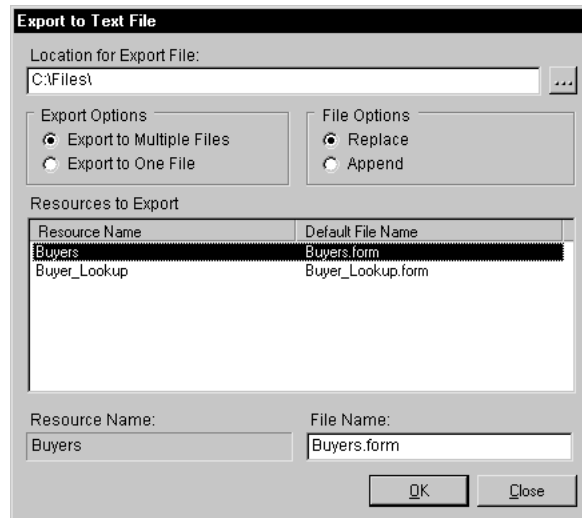 Export to Text File
Location for Export File:
C:\Files\
...
Export Options
Export to Multiple Files
Export to One File
File Options
Replace
Append
Resources to Export
Resource Name Default File Name
Buyers Buyers.form
Buyer_Lookup Buyer_Lookup.form
Resource Name:
Buyers
File Name:
Buyers.form
OK Close